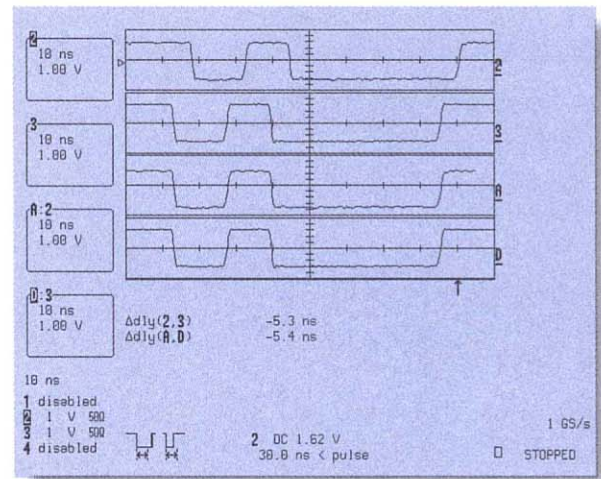 2
10 ns
1.00 V
2
3
10 ns
1.00 V
3
A:2
10 ns
1.00 V
A
D:3
10 ns
1.00 V
D
Δdly(2,3) -5.3 ns
Δdly(A,D) -5.4 ns
10 ns
1 disabled
2 1 V 50Ω
3 1 V 50Ω
4 disabled
2 DC 1.62 V
30.0 ns < pulse
1 GS/s
STOPPED